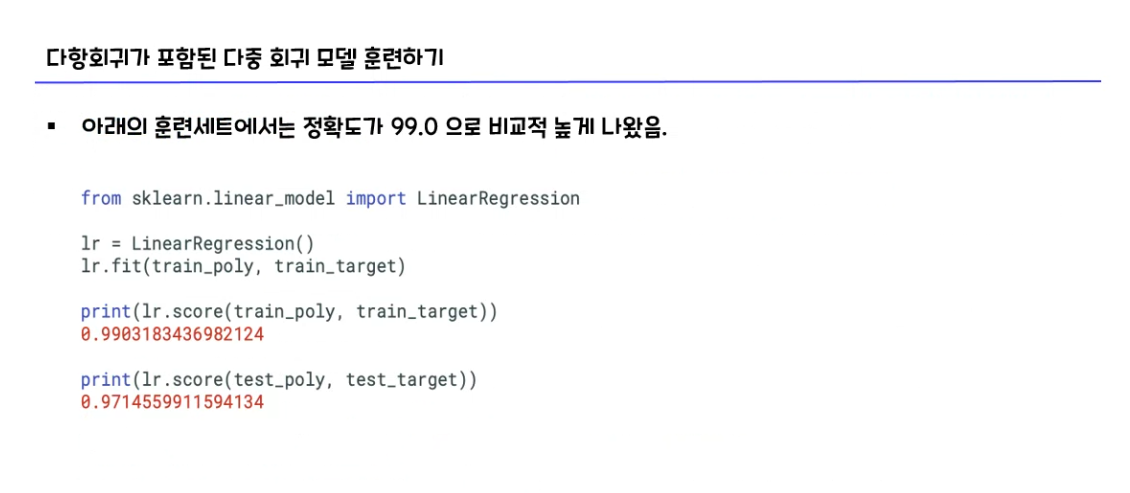 다항회귀가 포함된 다중 회귀 모델 훈련하기
▪ 아래의 훈련세트에서는 정확도가 99.0 으로 비교적 높게 나왔음.
from sklearn.linear_model import LinearRegression
lr = LinearRegression()
lr.fit(train_poly, train_target)
print(lr.score(train_poly, train_target))
0.9903183436982124
print(lr.score(test_poly, test_target))
0.9714559911594134